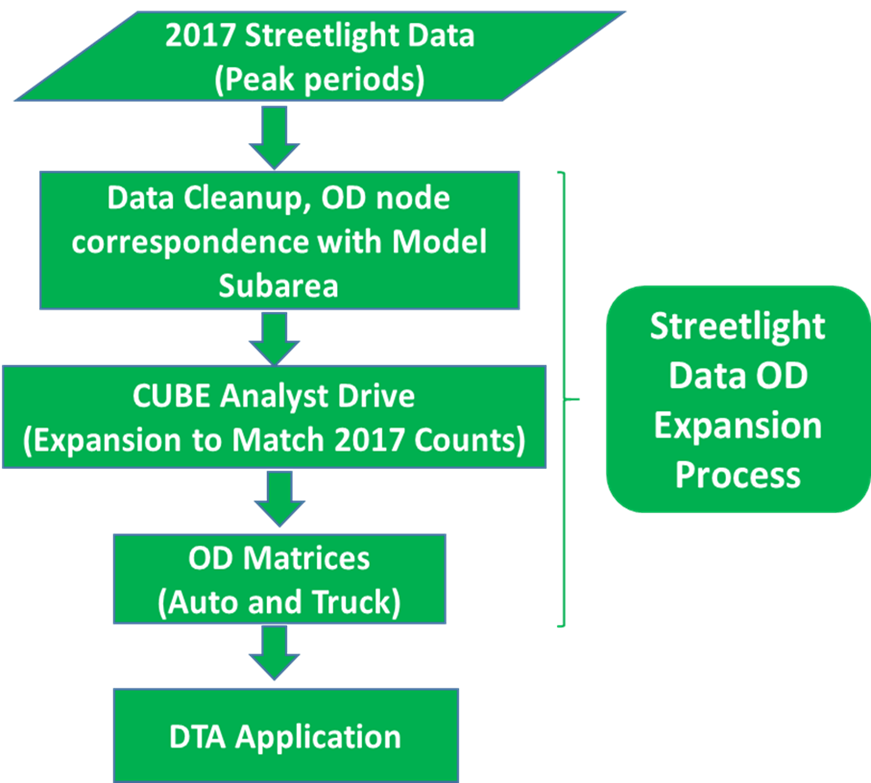 2017 Streetlight Data
(Peak periods)
Data Cleanup, OD node
correspondence with Model
Subarea
CUBE Analyst Drive
(Expansion to Match 2017 Counts)
OD Matrices
(Auto and Truck)
DTA Application
Streetlight
Data OD
Expansion
Process